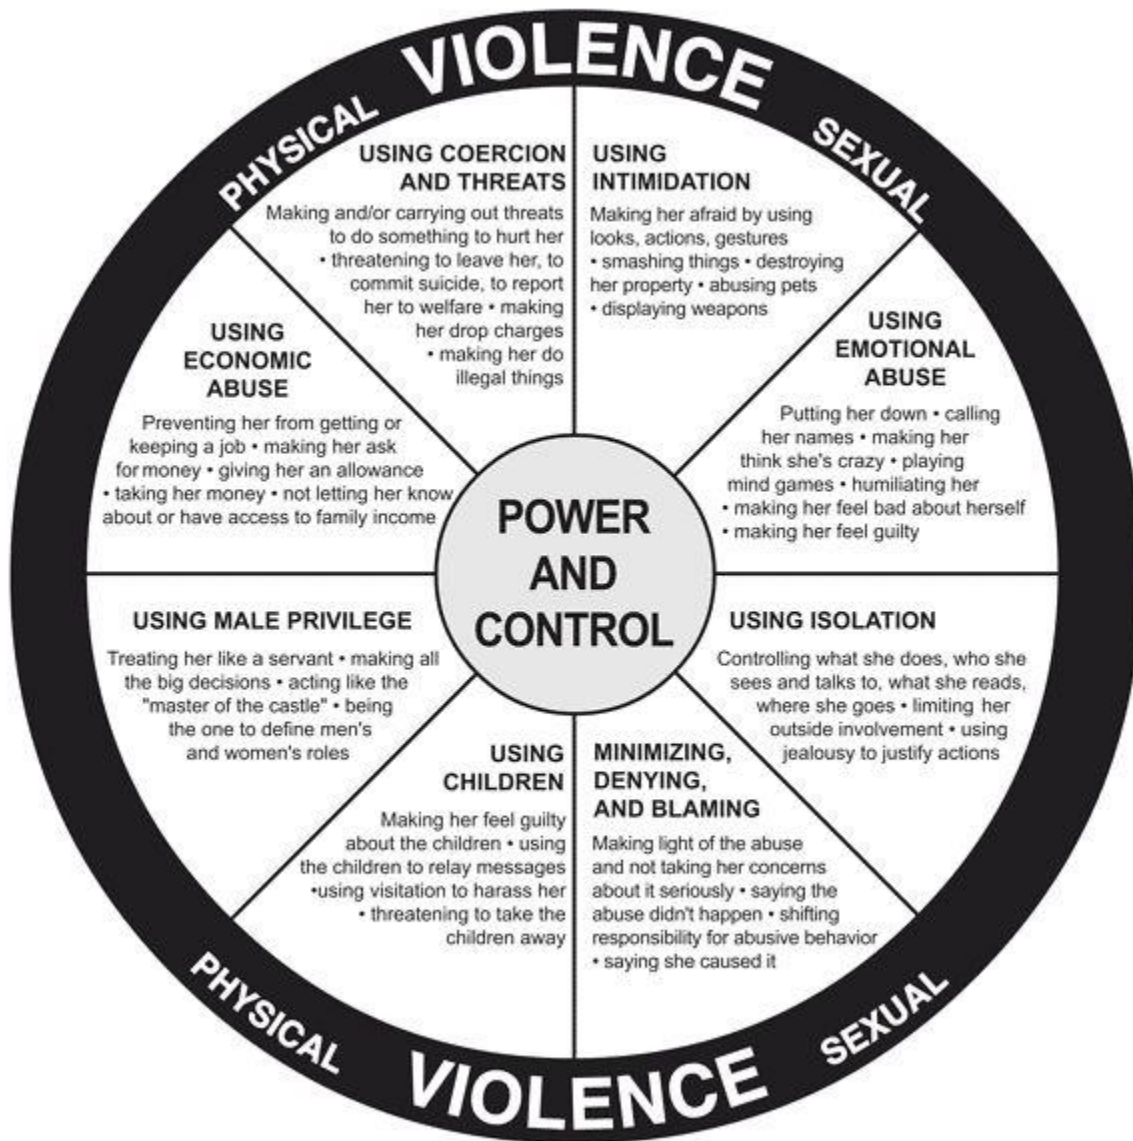 PHYSICAL VIOLENCE SEXUAL
USING COERCION
AND THREATS
Making and/or carrying out threats
to do something to hurt her
• threatening to leave her, to
commit suicide, to report
her to welfare • making
her drop charges
• making her do
illegal things
USING
INTIMIDATION
Making her afraid by using
looks, actions, gestures
• smashing things • destroying
her property • abusing pets
• displaying weapons
USING
EMOTIONAL
ABUSE
Putting her down • calling
her names • making her
think she's crazy • playing
mind games • humiliating her
• making her feel bad about herself
• making her feel guilty
USING ISOLATION
Controlling what she does, who she
sees and talks to, what she reads,
where she goes • limiting her
outside involvement • using
jealousy to justify actions
MINIMIZING,
DENYING,
AND BLAMING
Making light of the abuse
and not taking her concerns
about it seriously • saying the
abuse didn't happen • shifting
responsibility for abusive behavior
• saying she caused it
USING
CHILDREN
Making her feel guilty
about the children • using
the children to relay messages
•using visitation to harass her
• threatening to take the
children away
USING MALE PRIVILEGE
Treating her like a servant • making all
the big decisions • acting like the
"master of the castle" • being
the one to define men's
and women's roles
USING
ECONOMIC
ABUSE
Preventing her from getting or
keeping a job • making her ask
for money • giving her an allowance
• taking her money • not letting her know
about or have access to family income
POWER
AND
CONTROL
PHYSICAL VIOLENCE SEXUAL